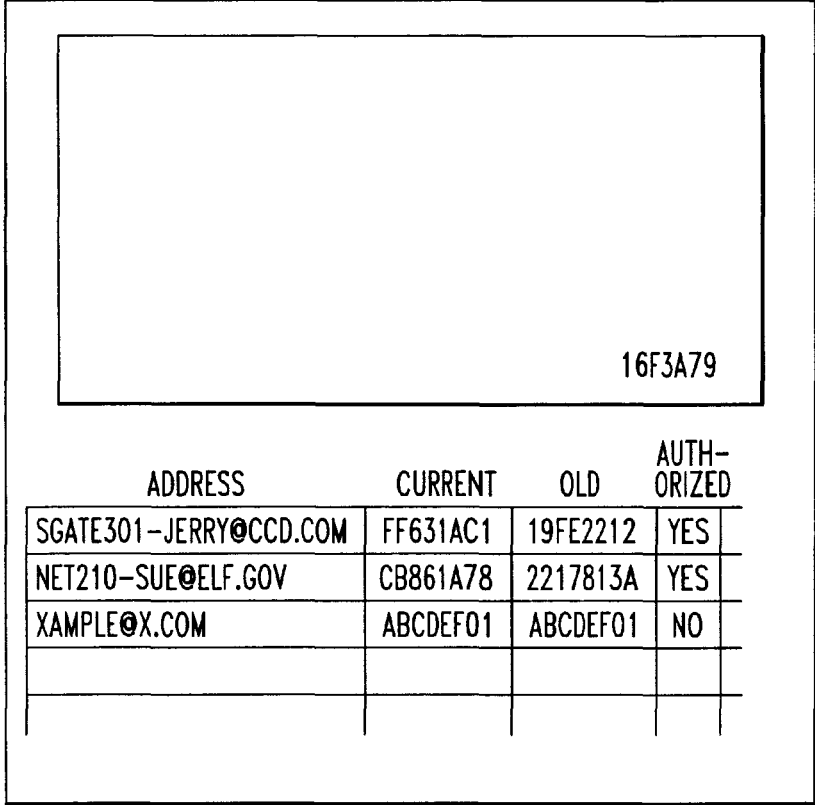 16F3A79
ADDRESS CURRENT OLD AUTH-
ORIZED
SGATE301-JERRY@CCD.COM FF631AC1 19FE2212 YES
NET210-SUE@ELF.GOV CB861A78 2217813A YES
XAMPLE@X.COM ABCDEF01 ABCDEF01 NO